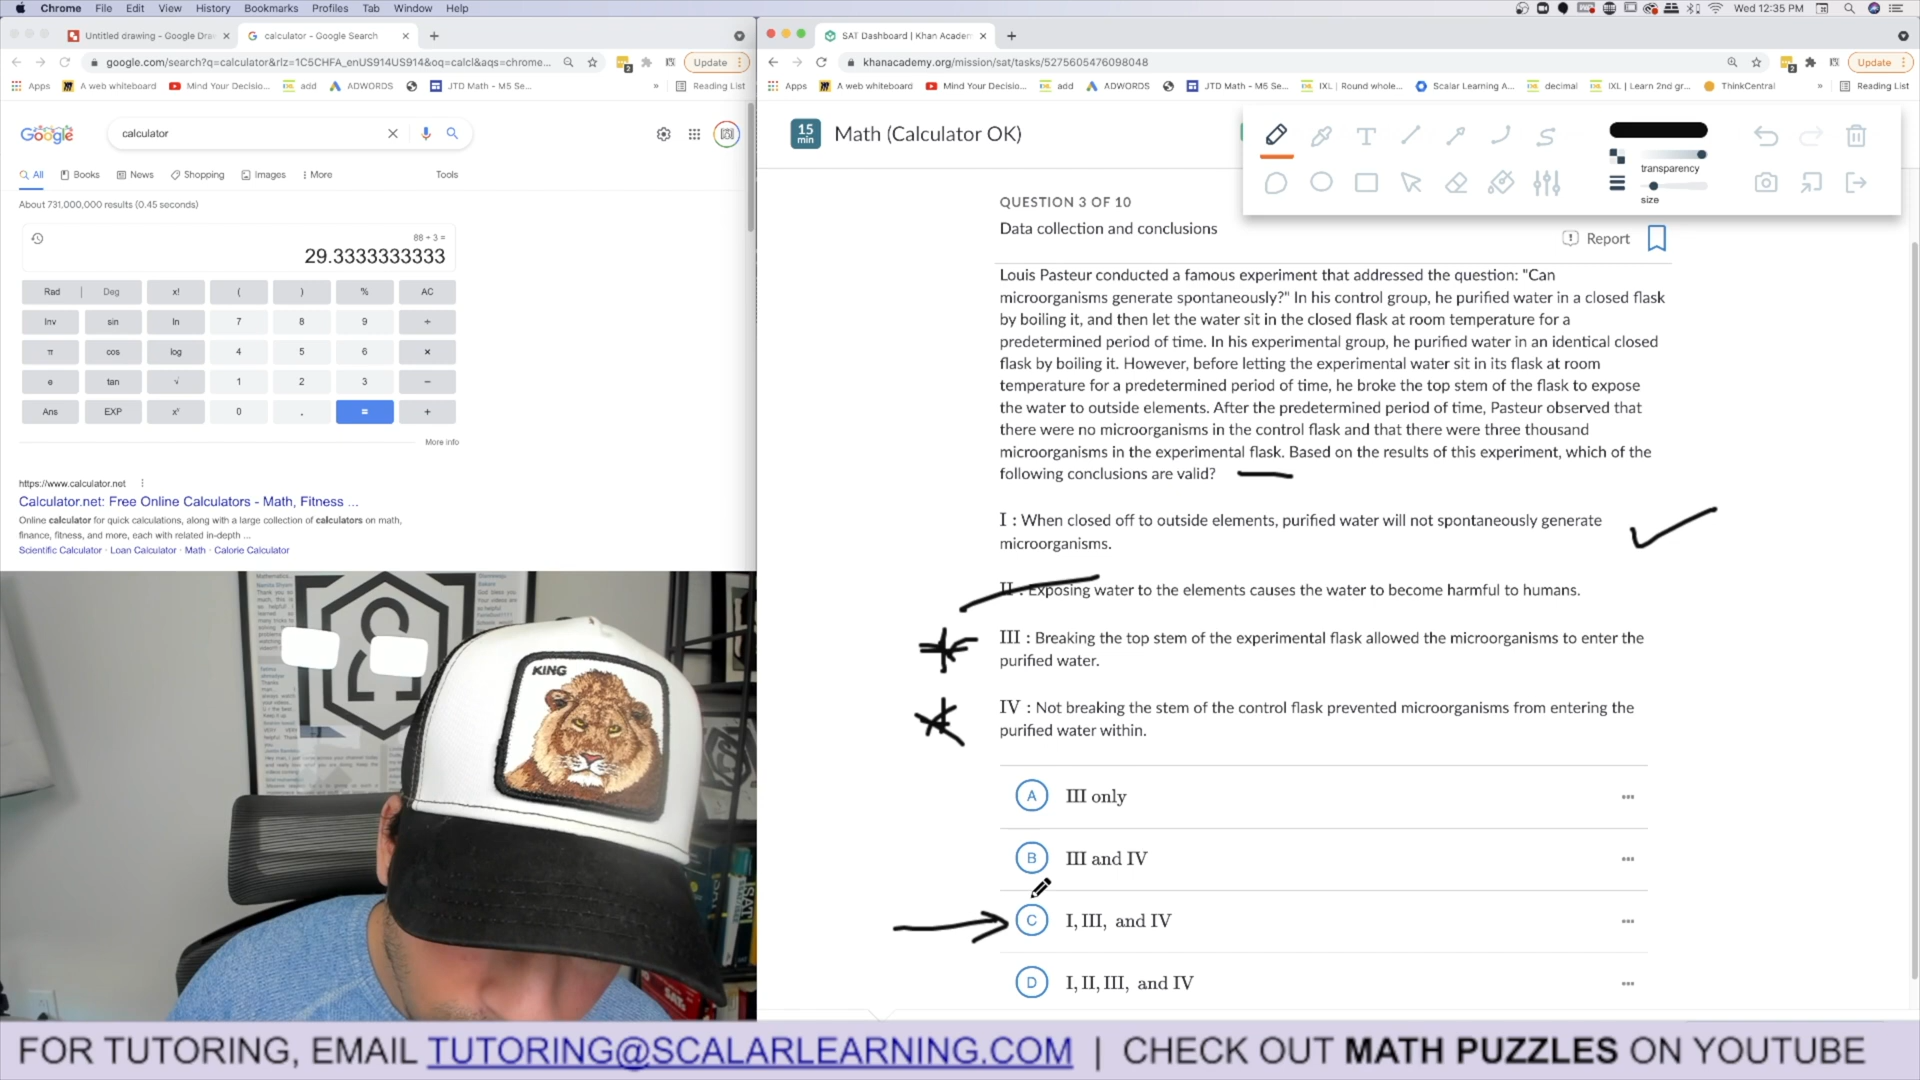 Chrome File Edit View History Bookmarks Profiles Tab Window Help
Wed 12:35 PM
calculator - Google Search
SAT Dashboard | Khan Acade
google.com/search?q=calculator&rlz=1C5CHFA_enUS914US914&oq=calcl&aqs=chrome...
Update
khanacademy.org/mission/sat/tasks/5275605476098048
Update
Apps A web whiteboard Mind Your Decisio... add ADWORDS JTD Math - M5 Se... » Reading List
Apps A web whiteboard Mind Your Decisio... add ADWORDS JTD Math - M5 Se... IXL | Round whole... Scalar Learning A... decimal IXL | Learn 2nd gr... ThinkCentral » Reading List
Google
calculator
All Books News Shopping Images More Tools
About 731,000,000 results (0.45 seconds)
88 ÷ 3 =
29.3333333333
Rad Deg x! ( ) % AC
Inv sin ln 7 8 9 ÷
π cos log 4 5 6 ×
e tan √ 1 2 3 −
Ans EXP 0 . = +
More info
https://www.calculator.net
Calculator.net: Free Online Calculators - Math, Fitness ...
Online calculator for quick calculations, along with a large collection of calculators on math,
finance, fitness, and more, each with related in-depth ...
Scientific Calculator · Loan Calculator · Math · Calorie Calculator
KING
15
min
Math (Calculator OK)
T
transparency
size
QUESTION 3 OF 10
Data collection and conclusions
Report
Louis Pasteur conducted a famous experiment that addressed the question: "Can
microorganisms generate spontaneously?" In his control group, he purified water in a closed flask
by boiling it, and then let the water sit in the closed flask at room temperature for a
predetermined period of time. In his experimental group, he purified water in an identical closed
flask by boiling it. However, before letting the experimental water sit in its flask at room
temperature for a predetermined period of time, he broke the top stem of the flask to expose
the water to outside elements. After the predetermined period of time, Pasteur observed that
there were no microorganisms in the control flask and that there were three thousand
microorganisms in the experimental flask. Based on the results of this experiment, which of the
following conclusions are valid?
I : When closed off to outside elements, purified water will not spontaneously generate
microorganisms.
II : Exposing water to the elements causes the water to become harmful to humans.
III : Breaking the top stem of the experimental flask allowed the microorganisms to enter the
purified water.
IV : Not breaking the stem of the control flask prevented microorganisms from entering the
purified water within.
A III only
B III and IV
C I, III, and IV
D I, II, III, and IV
FOR TUTORING, EMAIL TUTORING@SCALARLEARNING.COM | CHECK OUT MATH PUZZLES ON YOUTUBE